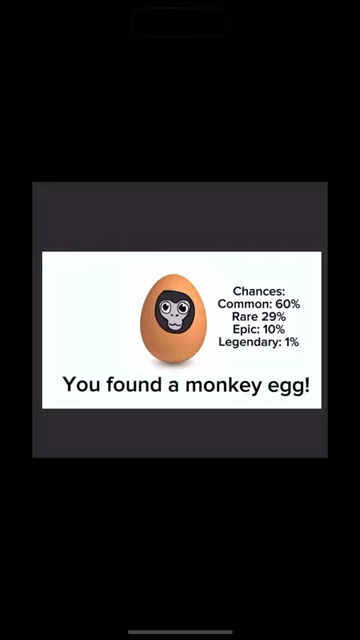 Chances:
Common: 60%
Rare 29%
Epic: 10%
Legendary: 1%
You found a monkey egg!